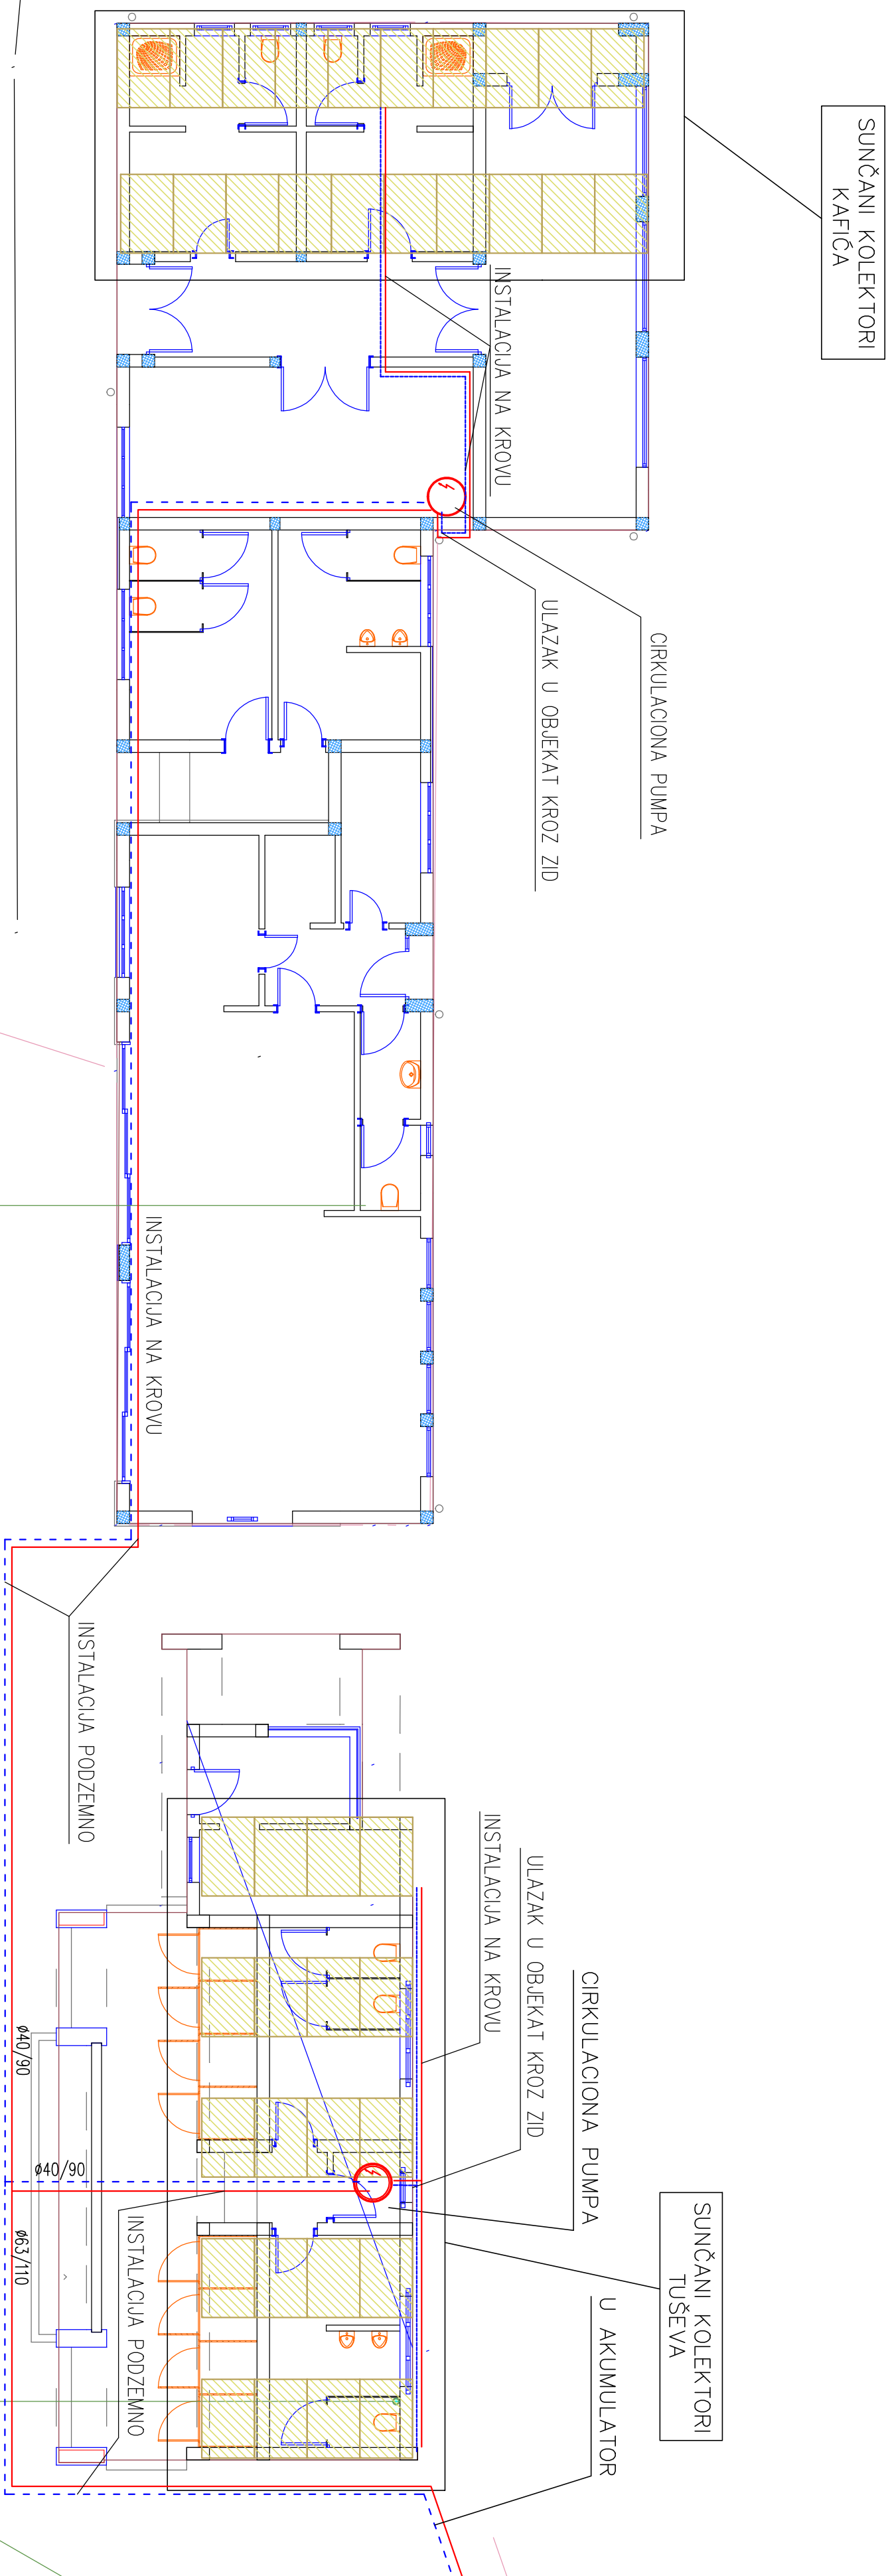 SUNČANI KOLEKTORI
KAFIĆA
INSTALACIJA NA KROVU
ULAZAK U OBJEKAT KROZ ZID
CIRKULACIONA PUMPA
INSTALACIJA NA KROVU
INSTALACIJA PODZEMNO
INSTALACIJA NA KROVU
ULAZAK U OBJEKAT KROZ ZID
CIRKULACIONA PUMPA
SUNČANI KOLEKTORI
TUŠEVA
U AKUMULATOR
ø40/90
ø40/90
ø63/110
INSTALACIJA PODZEMNO